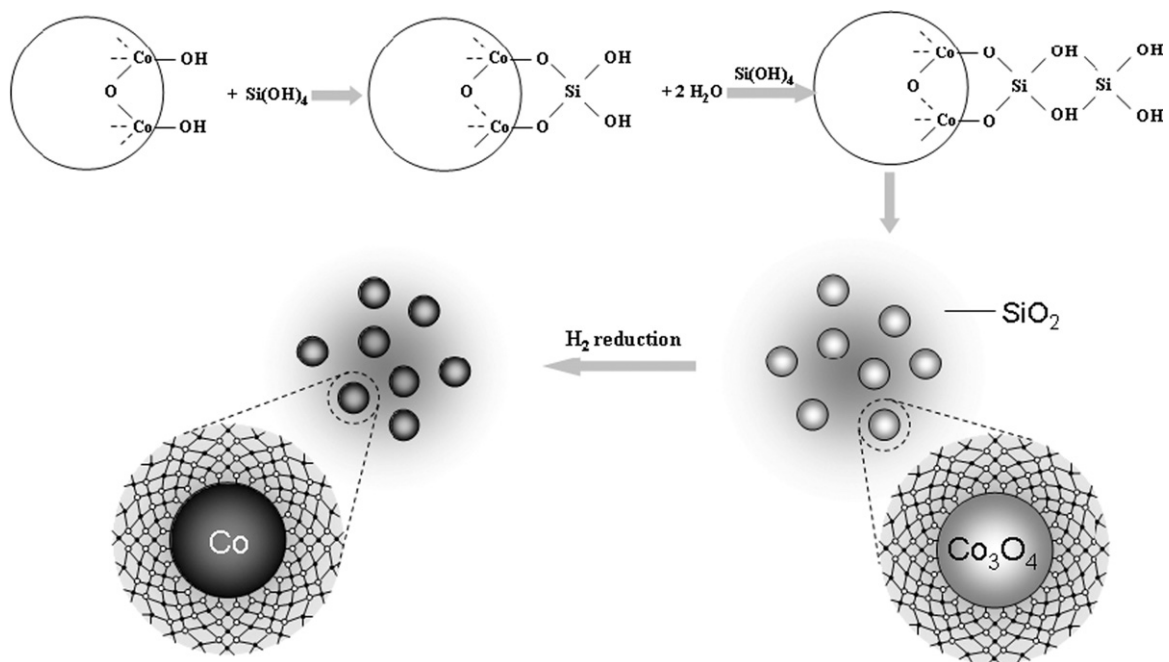 Co — OH
O
Co — OH
+ Si(OH)₄
Co — O
OH
O
Si
Co — O
OH
+ 2 H₂O
Si(OH)₄
Co — O
OH
OH
O
Si
Si
Co — O
OH
OH
SiO₂
H₂ reduction
Co
Co₃O₄